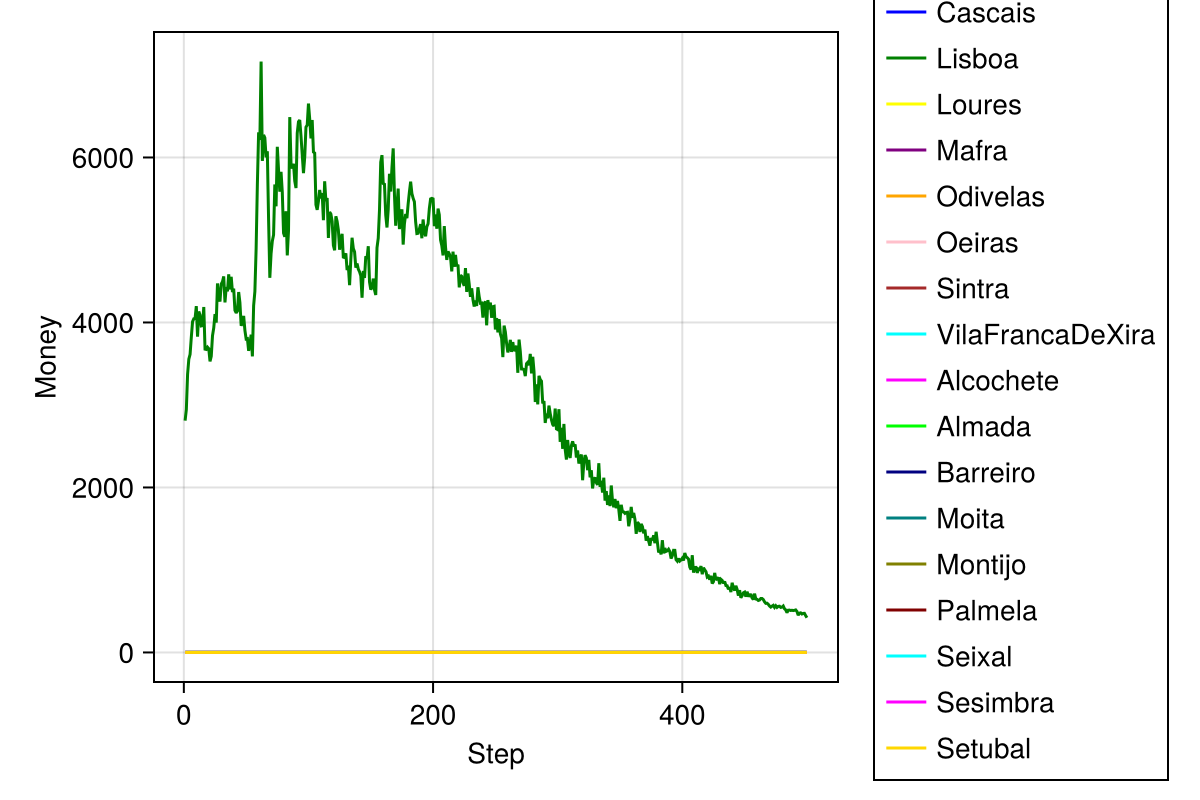 Money
6000
4000
2000
0
0
200
400
Step
Cascais
Lisboa
Loures
Mafra
Odivelas
Oeiras
Sintra
VilaFrancaDeXira
Alcochete
Almada
Barreiro
Moita
Montijo
Palmela
Seixal
Sesimbra
Setubal